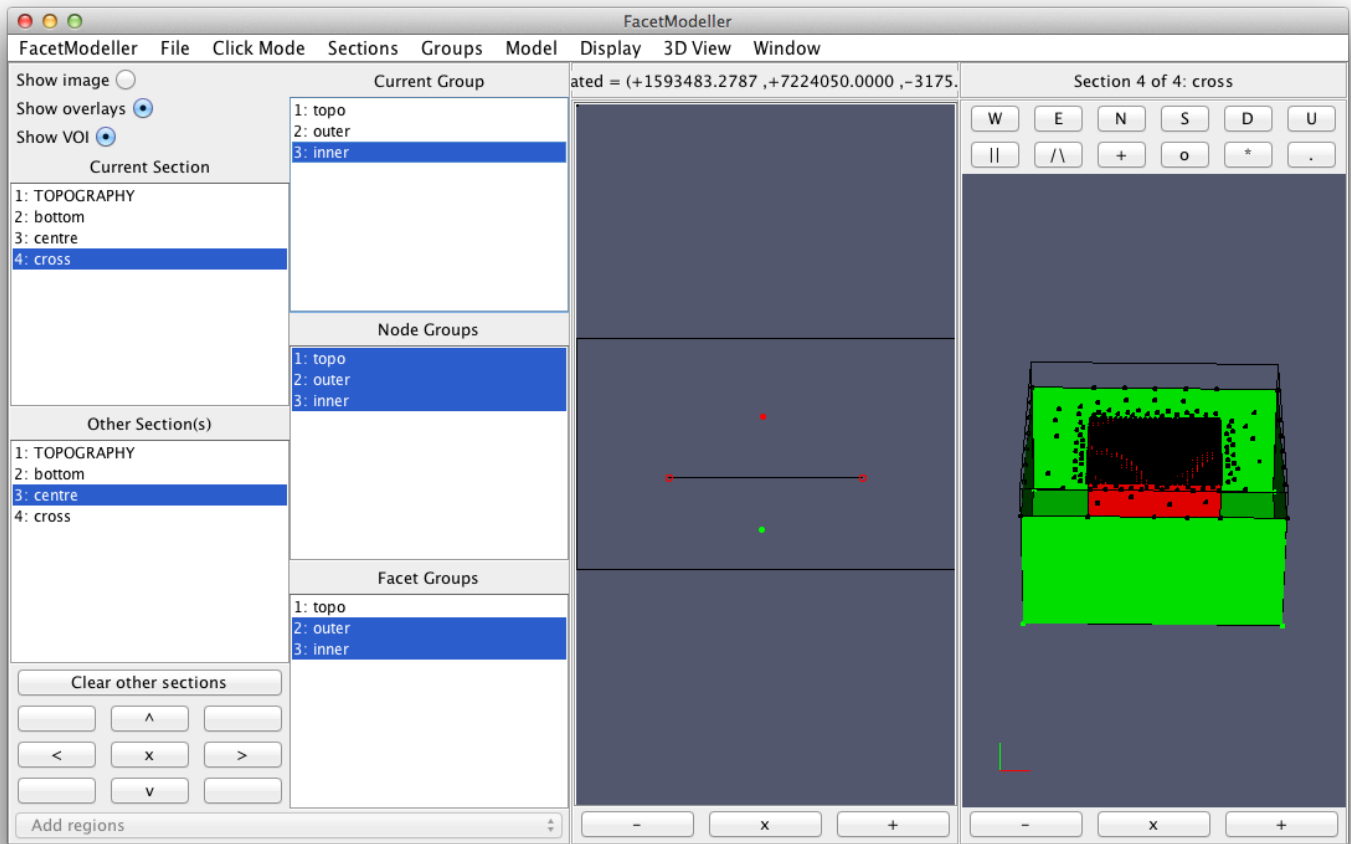 FacetModeller
FacetModeller File Click Mode Sections Groups Model Display 3D View Window
Show image
Show overlays
Show VOI
Current Section
1: TOPOGRAPHY
2: bottom
3: centre
4: cross
Other Section(s)
1: TOPOGRAPHY
2: bottom
3: centre
4: cross
Clear other sections
^
< x >
v
Add regions
Current Group
1: topo
2: outer
3: inner
Node Groups
1: topo
2: outer
3: inner
Facet Groups
1: topo
2: outer
3: inner
ated = (+1593483.2787 ,+7224050.0000 ,-3175.
- x +
Section 4 of 4: cross
W E N S D U
|| /\ + o * .
- x +